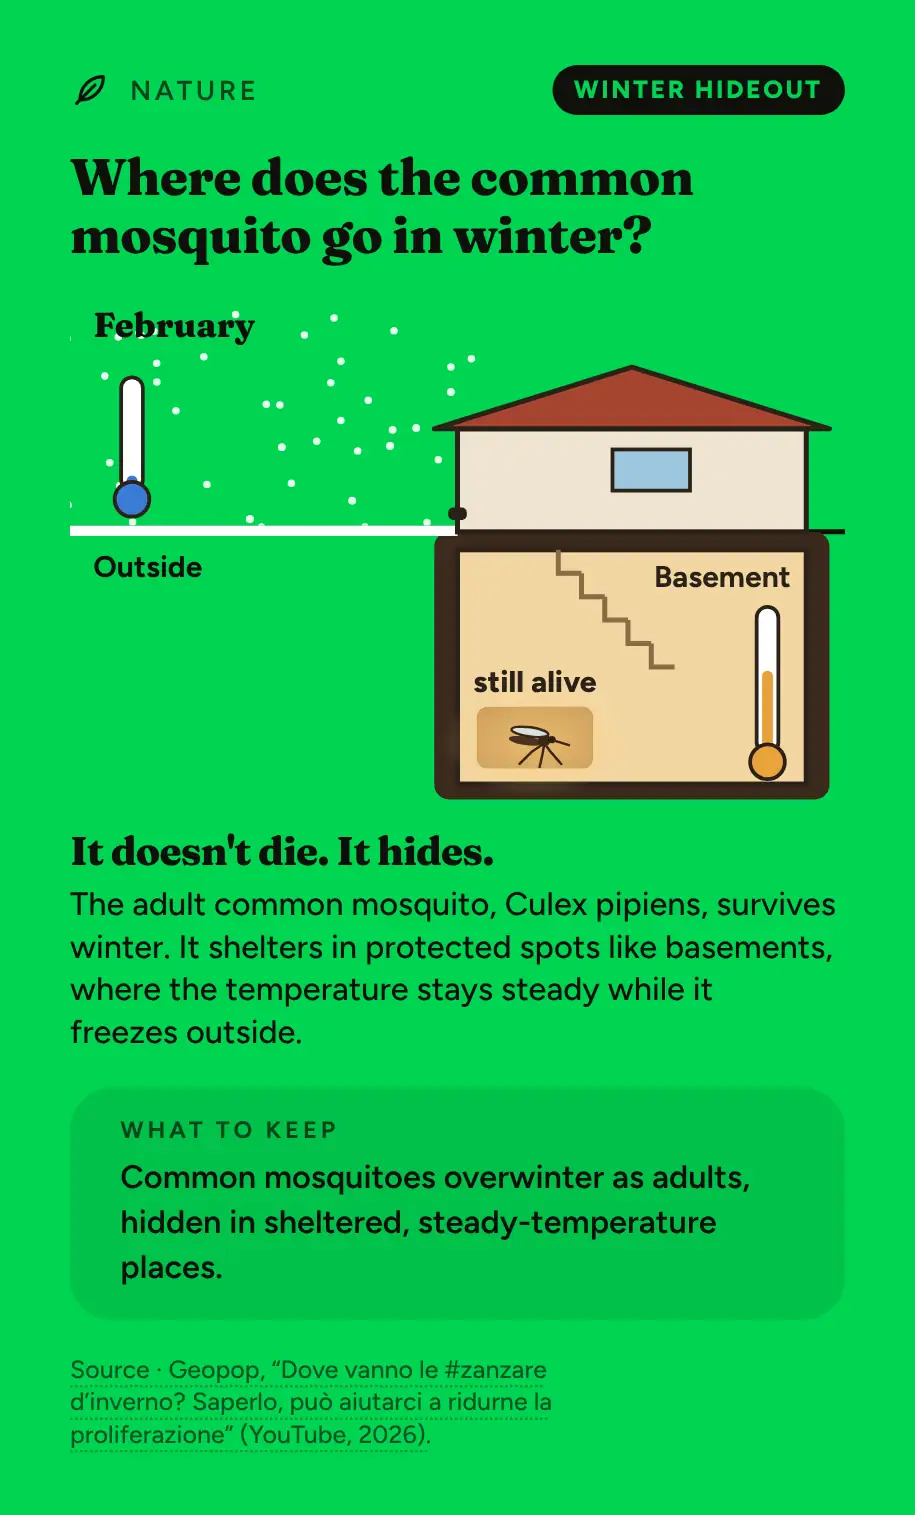 NATURE
WINTER HIDEOUT
Where does the common
mosquito go in winter?
February
Outside
Basement
still alive
It doesn't die. It hides.
The adult common mosquito, Culex pipiens, survives
winter. It shelters in protected spots like basements,
where the temperature stays steady while it
freezes outside.
WHAT TO KEEP
Common mosquitoes overwinter as adults,
hidden in sheltered, steady-temperature
places.
Source · Geopop, “Dove vanno le #zanzare
d’inverno? Saperlo, può aiutarci a ridurne la
proliferazione” (YouTube, 2026).